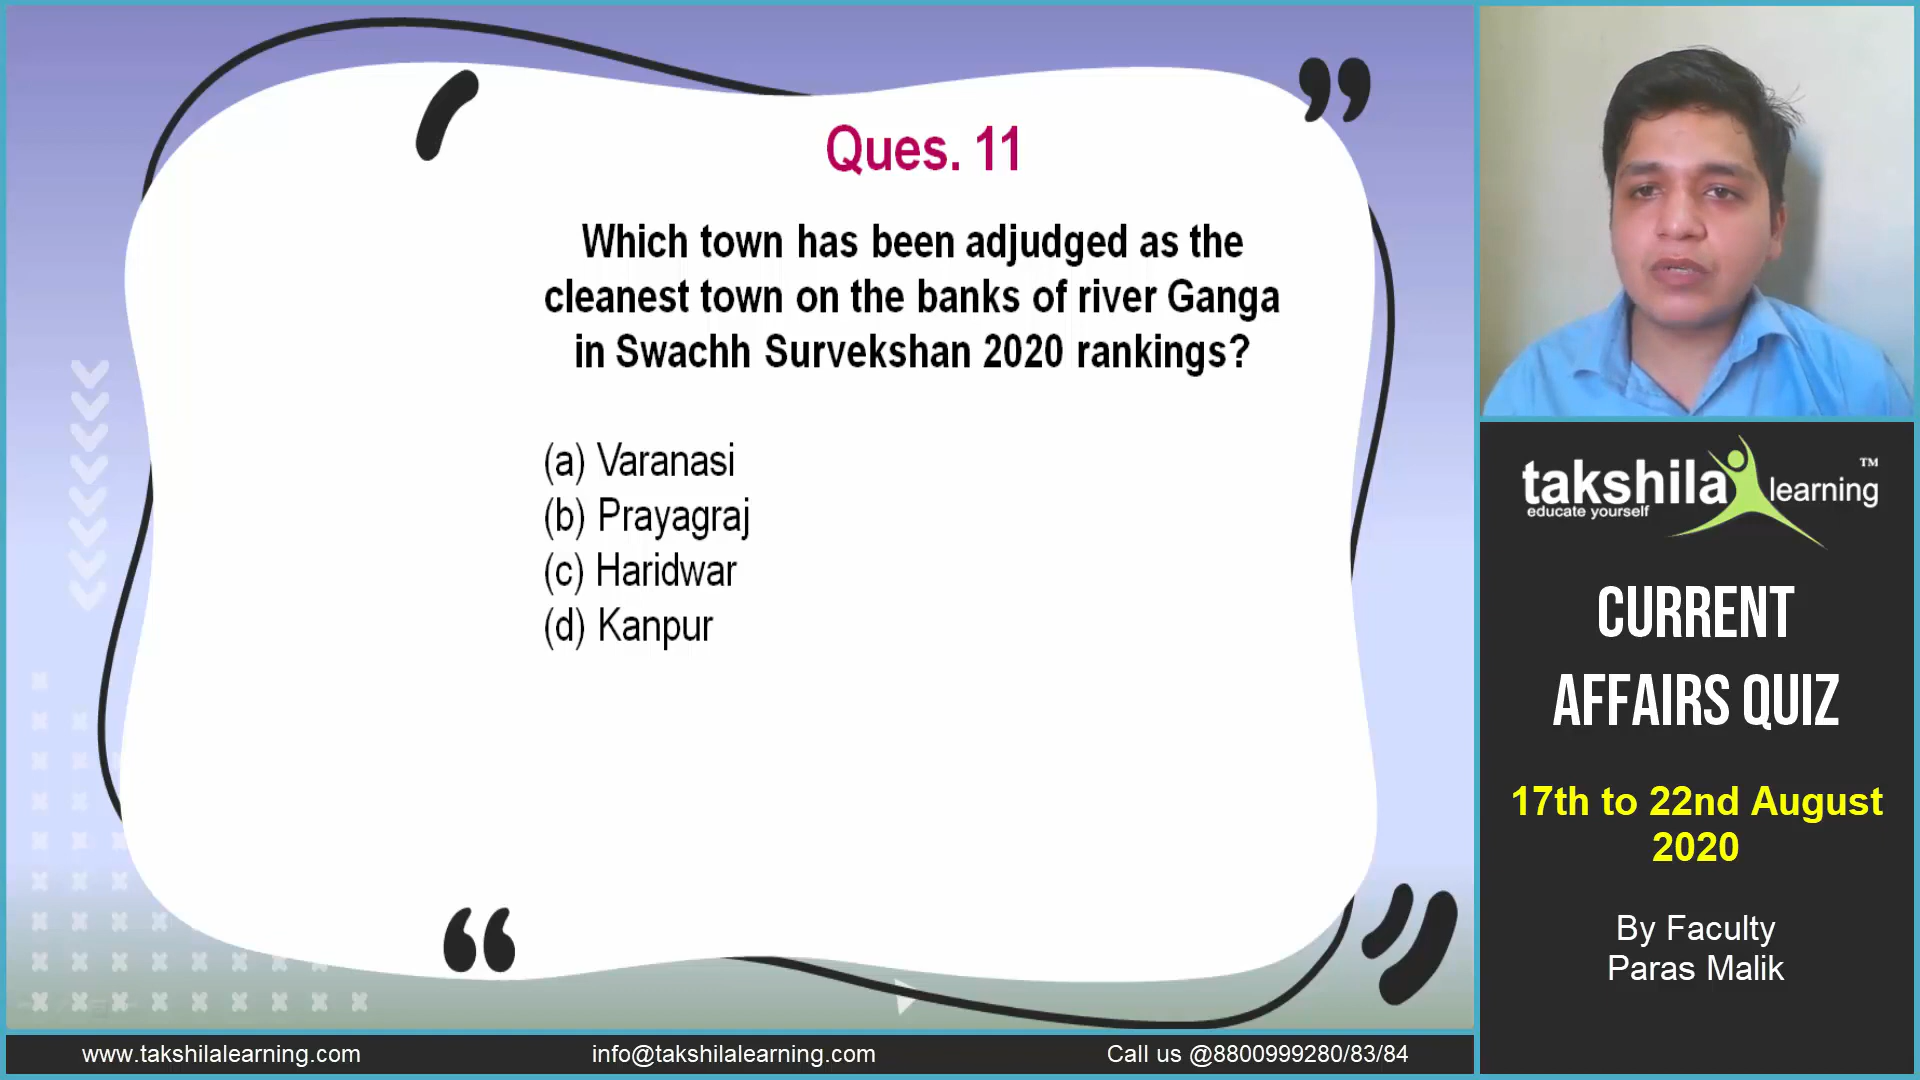 Ques. 11
Which town has been adjudged as the
cleanest town on the banks of river Ganga
in Swachh Survekshan 2020 rankings?
(a) Varanasi
(b) Prayagraj
(c) Haridwar
(d) Kanpur
takshila learning TM
educate yourself
CURRENT
AFFAIRS QUIZ
17th to 22nd August
2020
By Faculty
Paras Malik
www.takshilalearning.com
info@takshilalearning.com
Call us @8800999280/83/84